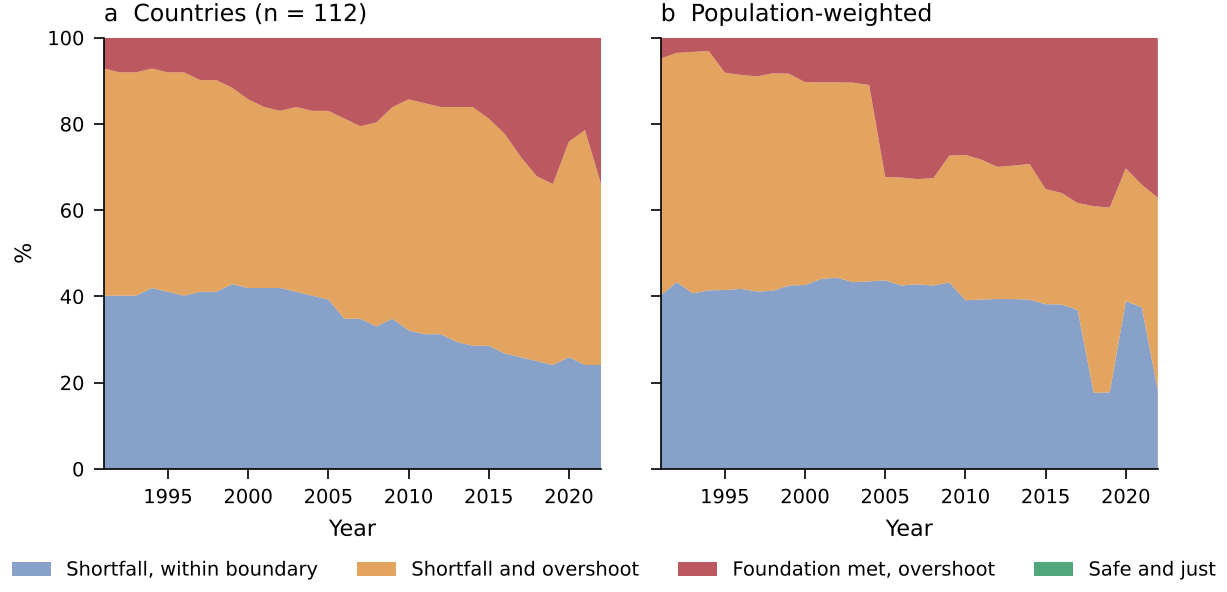 a Countries (n = 112)
b Population-weighted
100
80
60
40
20
0
%
1995 2000 2005 2010 2015 2020
1995 2000 2005 2010 2015 2020
Year
Year
Shortfall, within boundary Shortfall and overshoot Foundation met, overshoot Safe and just